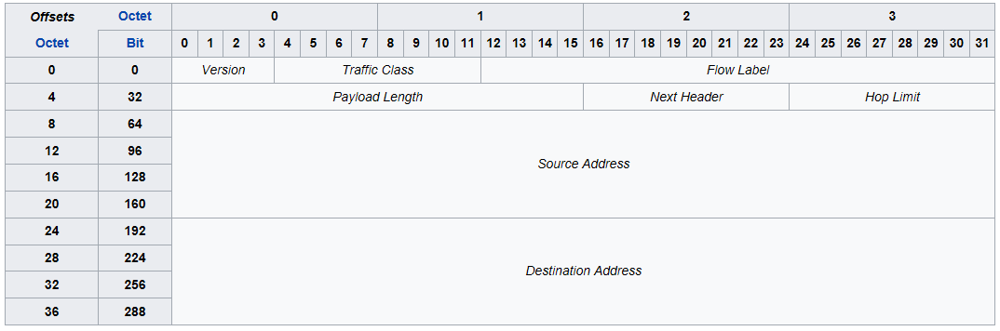 Offsets Octet 0 1 2 3
Octet Bit 0 1 2 3 4 5 6 7 8 9 10 11 12 13 14 15 16 17 18 19 20 21 22 23 24 25 26 27 28 29 30 31
0 0 Version Traffic Class Flow Label
4 32 Payload Length Next Header Hop Limit
8 64
12 96
Source Address
16 128
20 160
24 192
28 224
Destination Address
32 256
36 288